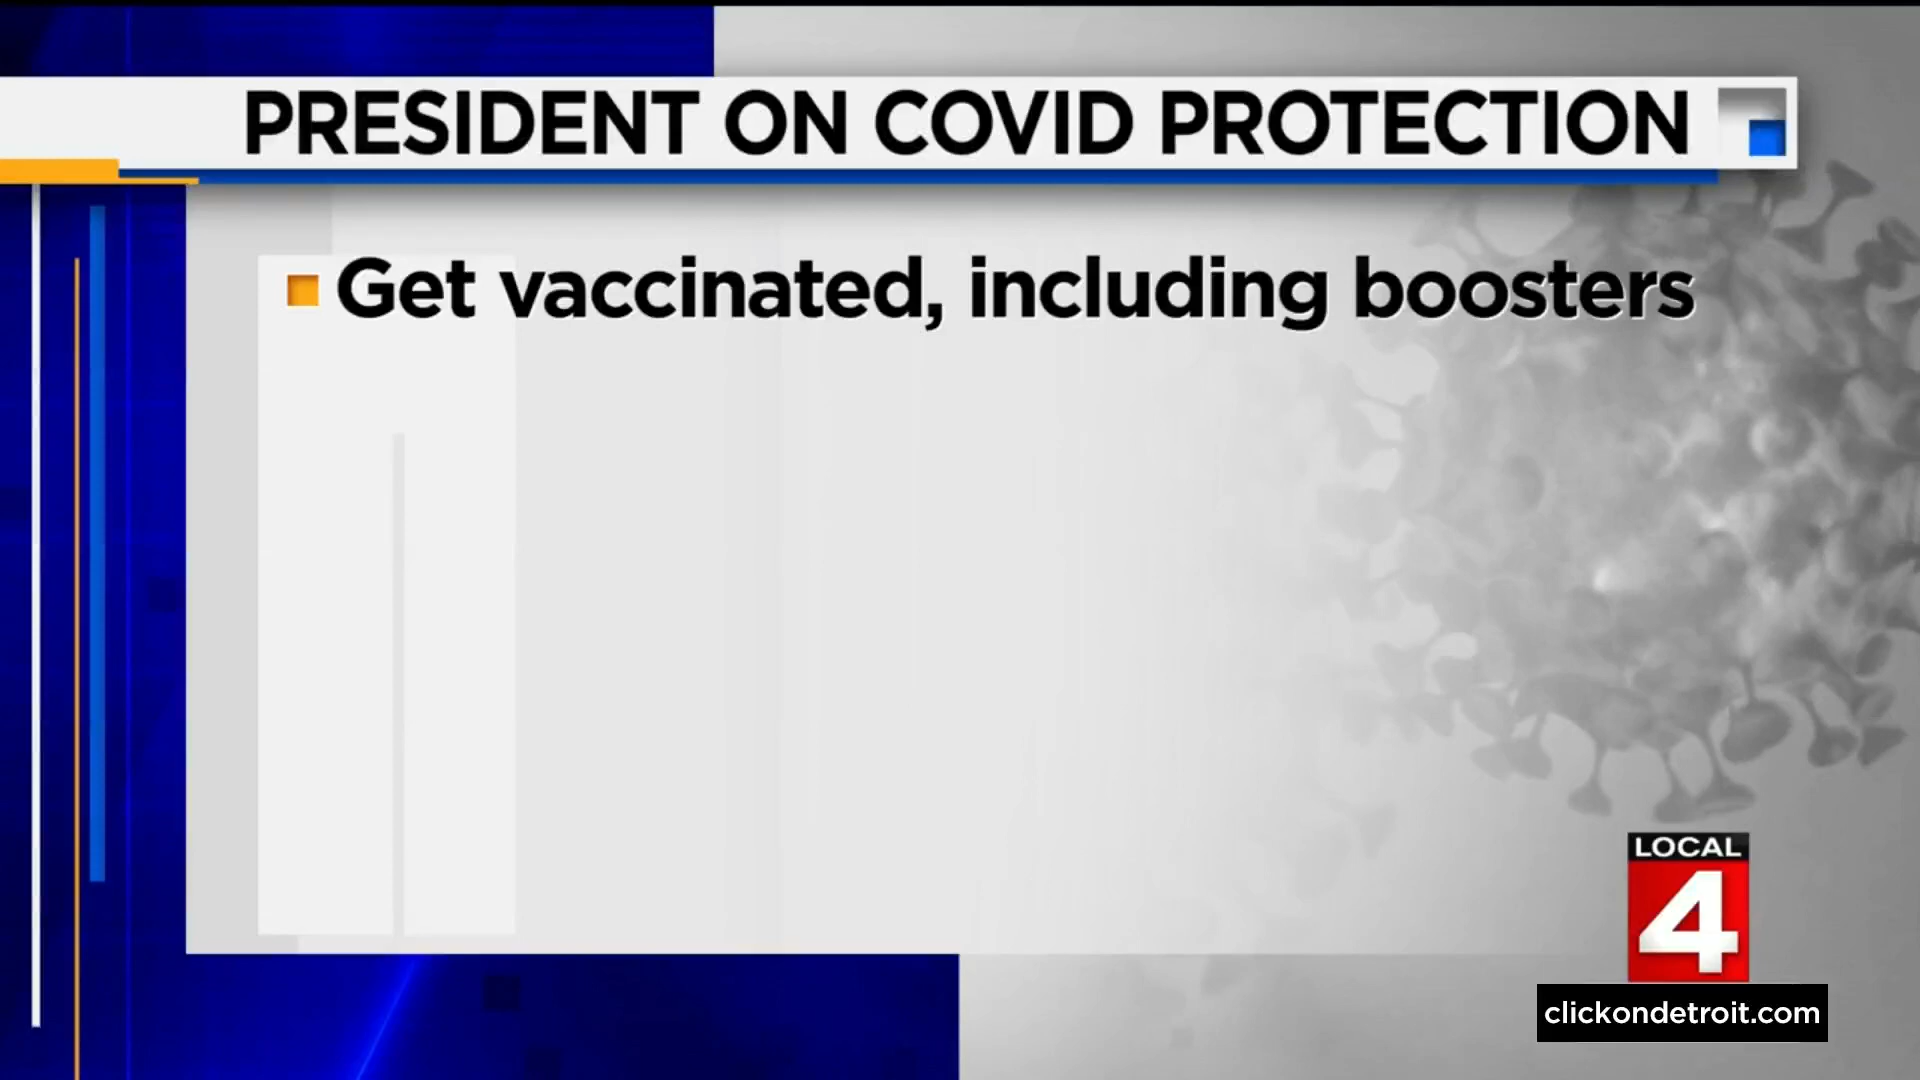 PRESIDENT ON COVID PROTECTION
Get vaccinated, including boosters
LOCAL
4
clickondetroit.com